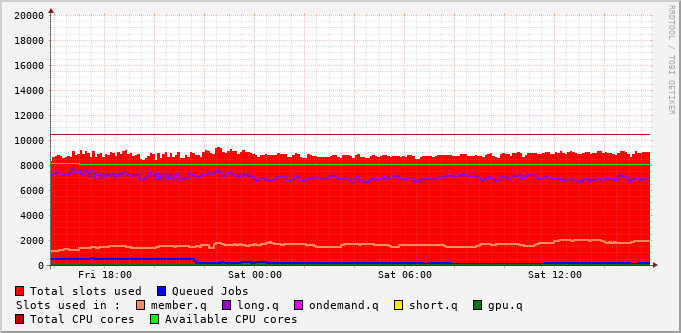 20000
18000
16000
14000
12000
10000
8000
6000
4000
2000
0
Fri 18:00 Sat 00:00 Sat 06:00 Sat 12:00
Total slots used Queued Jobs
Slots used in : member.q long.q ondemand.q short.q gpu.q
Total CPU cores Available CPU cores
RRDTOOL / TOBI OETIKER